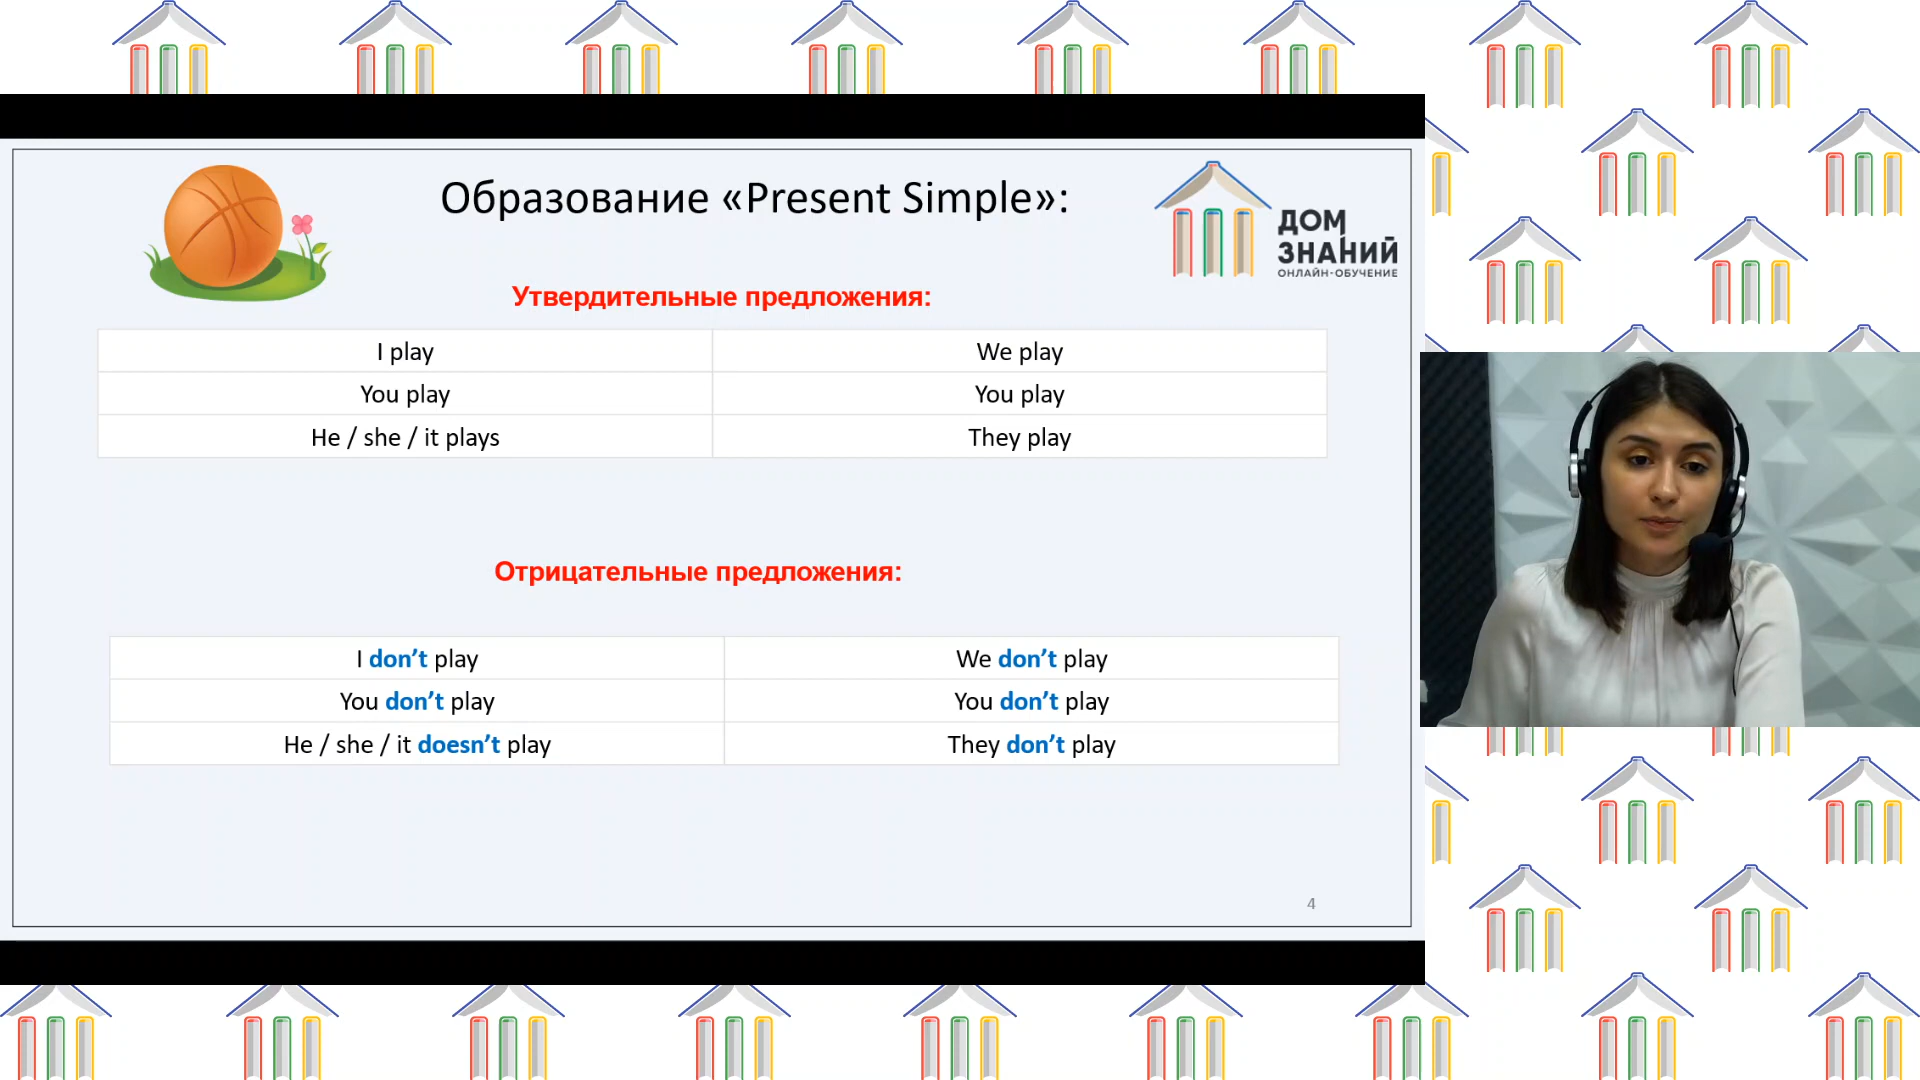 Образование «Present Simple»:
ДОМ
ЗНАНИЙ
ОНЛАЙН-ОБУЧЕНИЕ
Утвердительные предложения:
I play
We play
You play
You play
He / she / it plays
They play
Отрицательные предложения:
I don’t play
We don’t play
You don’t play
You don’t play
He / she / it doesn’t play
They don’t play
4